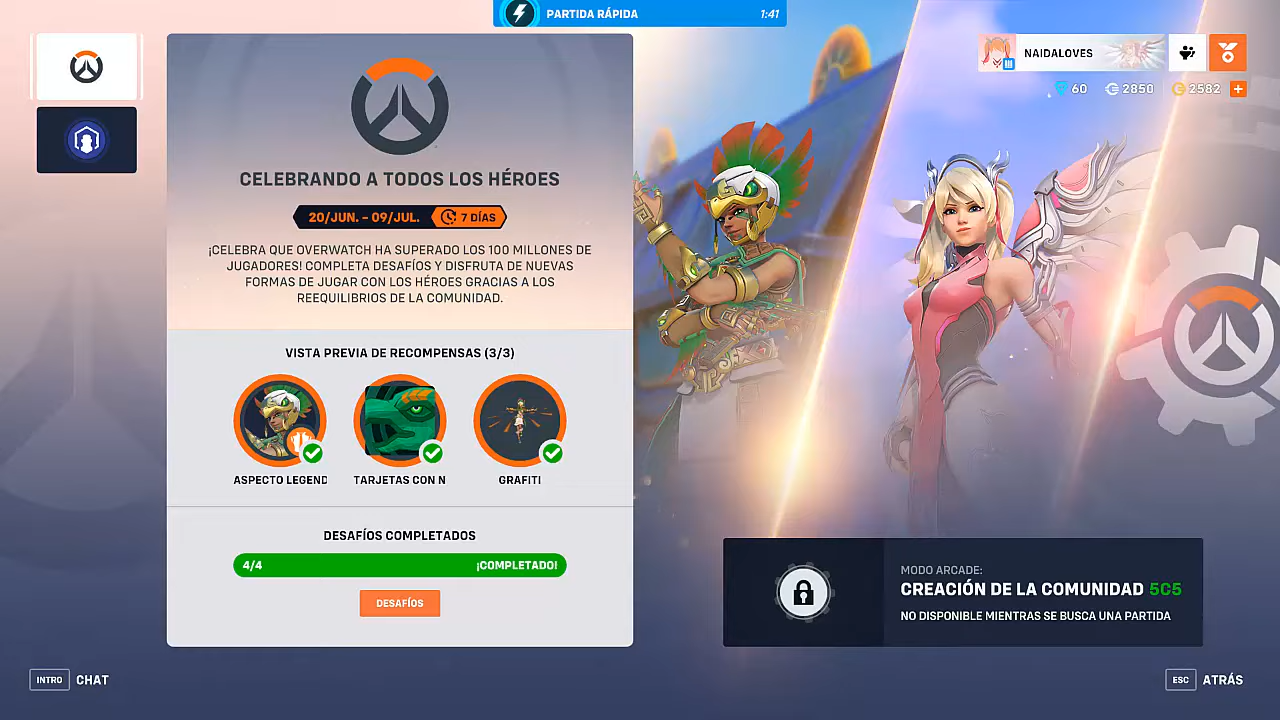 PARTIDA RÁPIDA
1:41
NAIDALOVES
60
2850
2582
CELEBRANDO A TODOS LOS HÉROES
20/JUN. - 09/JUL.
7 DÍAS
¡CELEBRA QUE OVERWATCH HA SUPERADO LOS 100 MILLONES DE
JUGADORES! COMPLETA DESAFÍOS Y DISFRUTA DE NUEVAS
FORMAS DE JUGAR CON LOS HÉROES GRACIAS A LOS
REEQUILIBRIOS DE LA COMUNIDAD.
VISTA PREVIA DE RECOMPENSAS (3/3)
ASPECTO LEGEND
TARJETAS CON N
GRAFITI
DESAFÍOS COMPLETADOS
4/4
¡COMPLETADO!
DESAFÍOS
MODO ARCADE:
CREACIÓN DE LA COMUNIDAD 5C5
NO DISPONIBLE MIENTRAS SE BUSCA UNA PARTIDA
INTRO
CHAT
ESC
ATRÁS